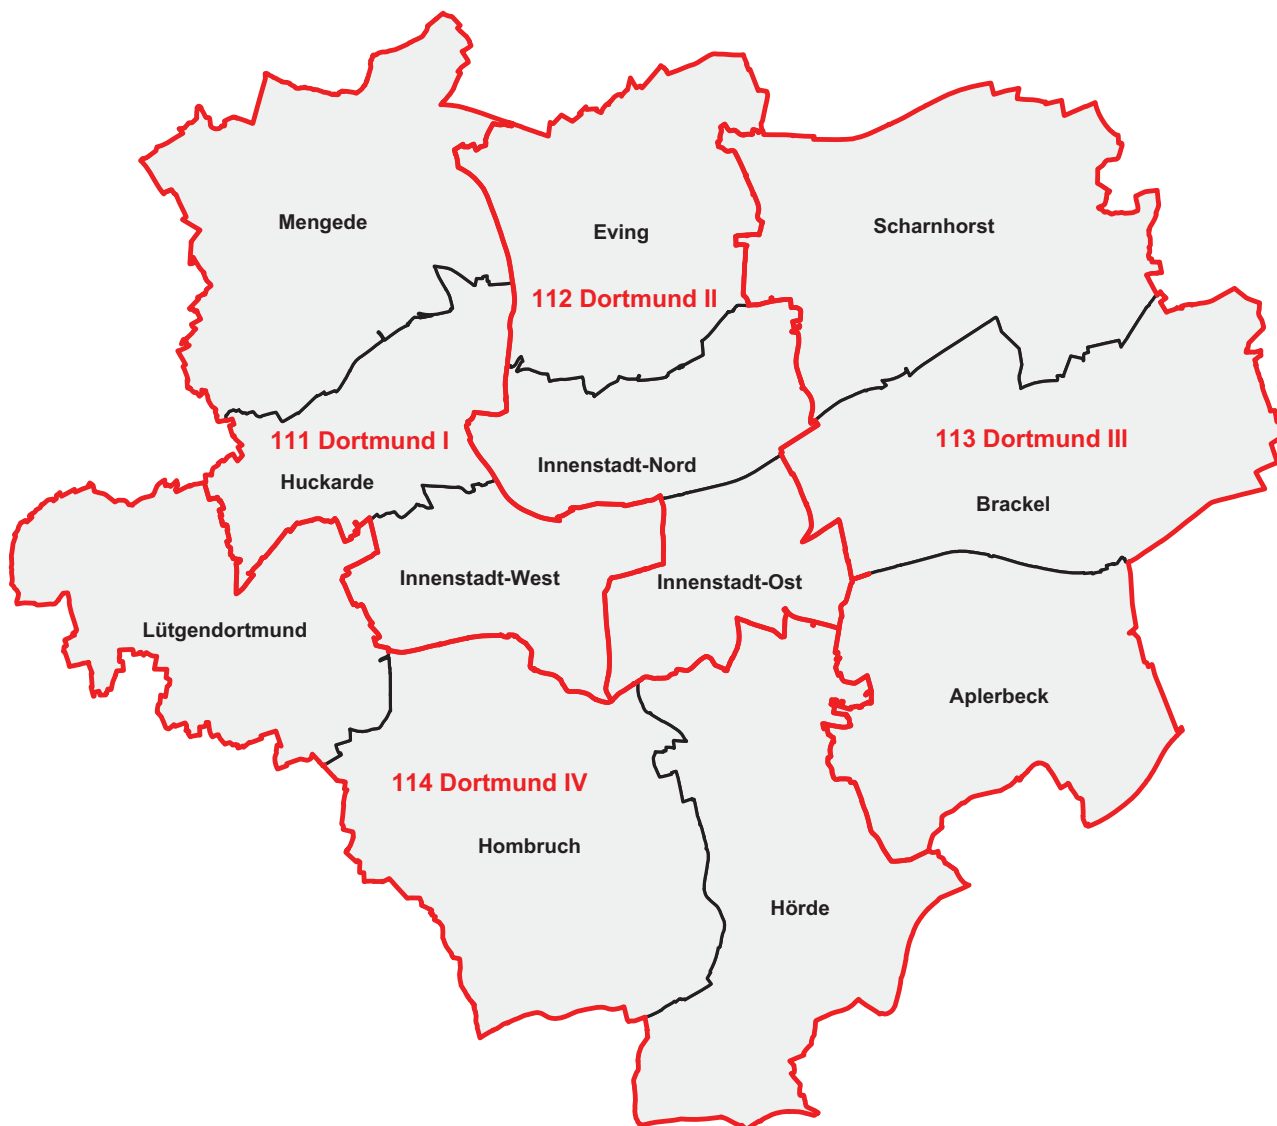 Mengede
Eving
Scharnhorst
112 Dortmund II
111 Dortmund I
113 Dortmund III
Huckarde
Innenstadt-Nord
Brackel
Innenstadt-West
Innenstadt-Ost
Lütgendortmund
Aplerbeck
114 Dortmund IV
Hombruch
Hörde